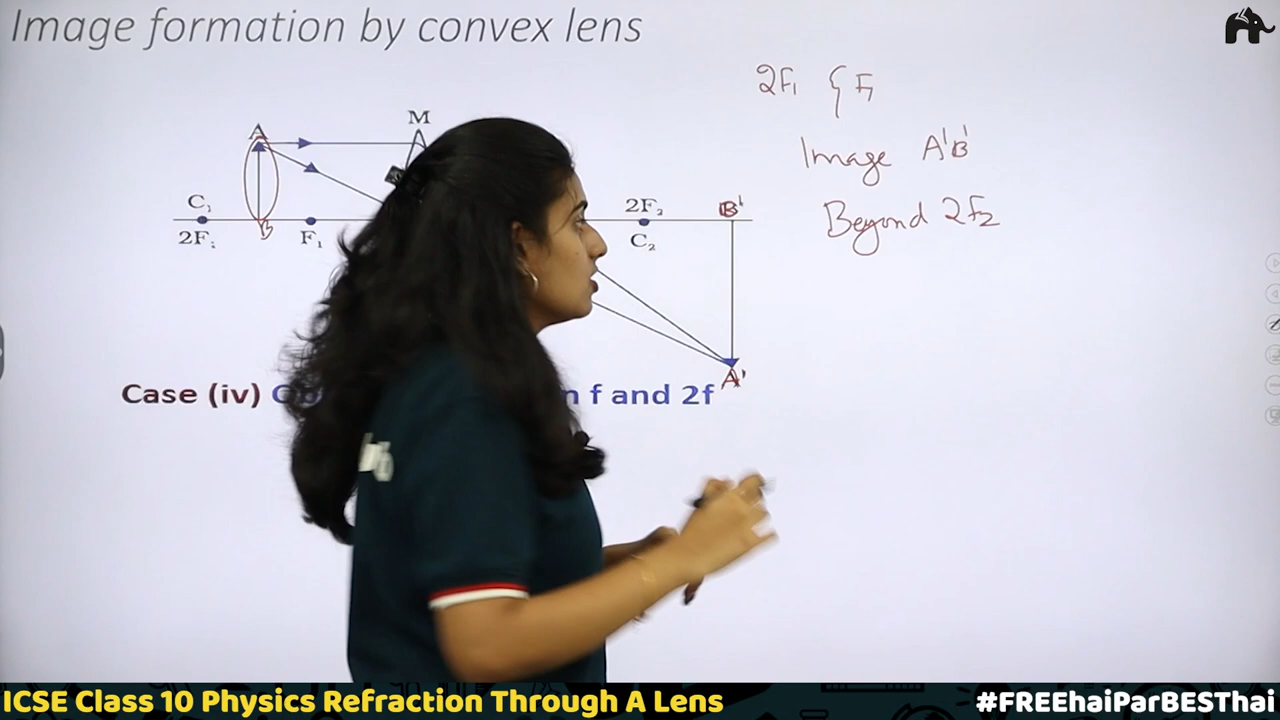 Image formation by convex lens
2F₁ { F₁
M
A
Image A'B'
C₁
2F₂
B'
Beyond 2F₂
B
2F₁
F₁
C₂
A'
Case (iv)
n f and 2f
ICSE Class 10 Physics Refraction Through A Lens
#FREEhaiParBESThai